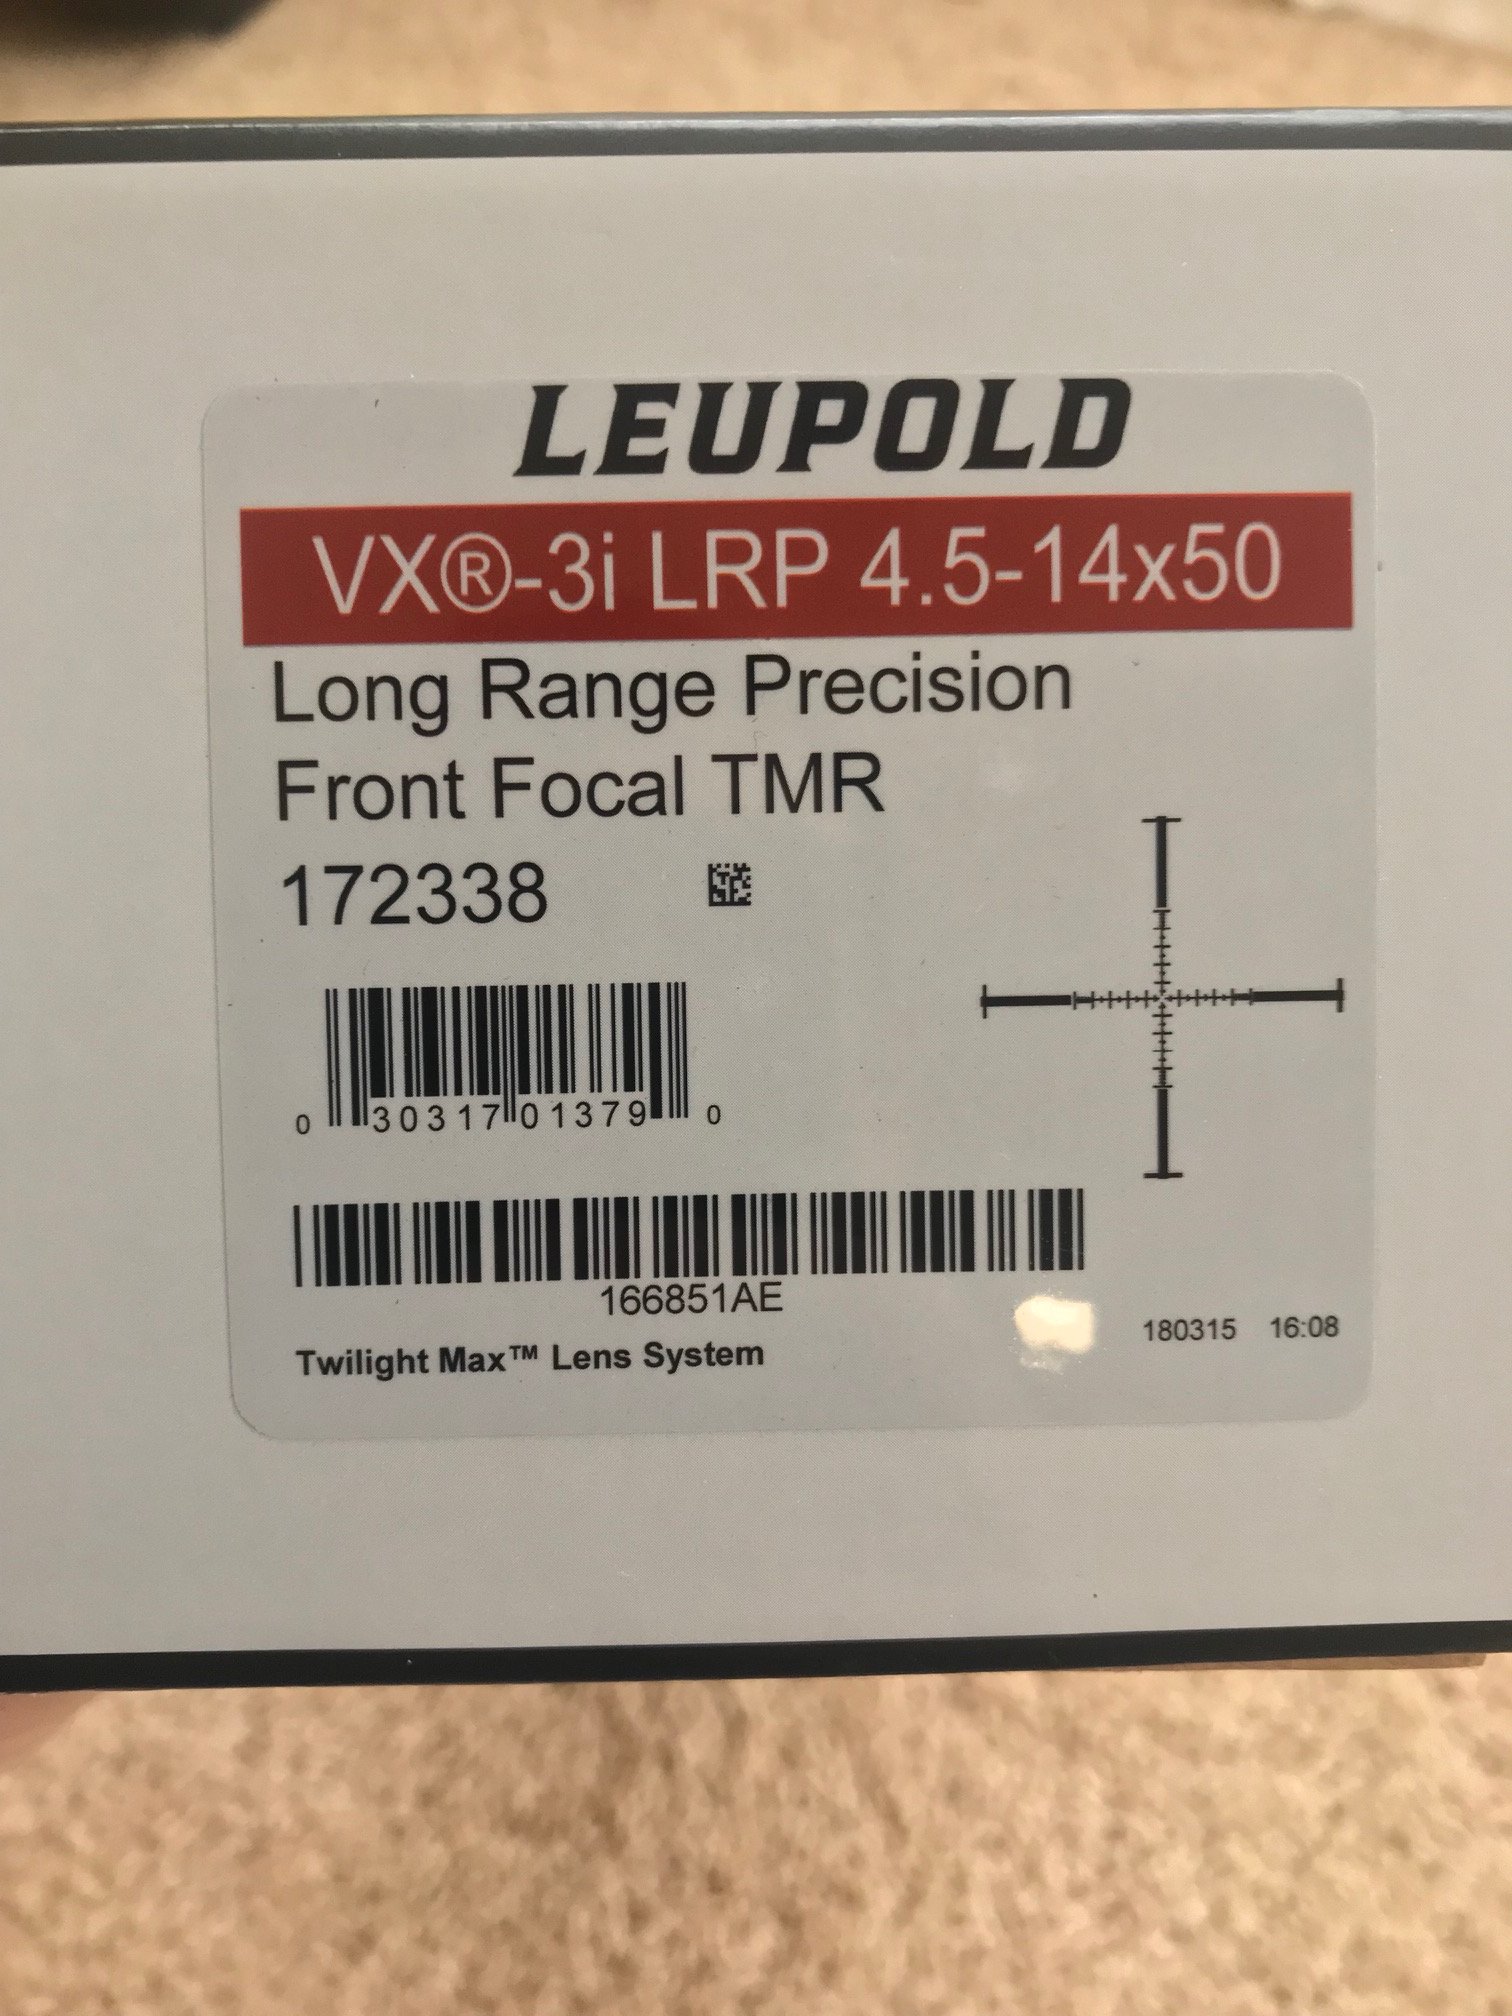 LEUPOLD
VX®-3i LRP 4.5-14x50
Long Range Precision
Front Focal TMR
172338
0 30317 01379 0
166851AE
Twilight Max™ Lens System
180315 16:08